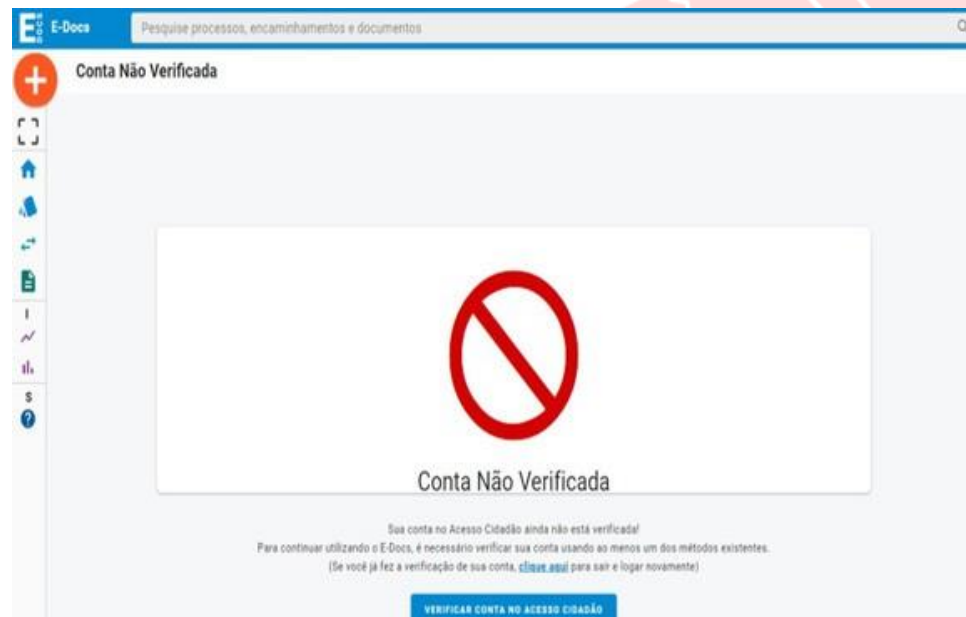 E-Docs
Pesquise processos, encaminhamentos e documentos
Conta Não Verificada
I
S
Conta Não Verificada
Sua conta no Acesso Cidadão ainda não está verificada!
Para continuar utilizando o E-Docs, é necessário verificar sua conta usando ao menos um dos métodos existentes.
(Se você já fez a verificação de sua conta, clique aqui para sair e logar novamente)
VERIFICAR CONTA NO ACESSO CIDADÃO